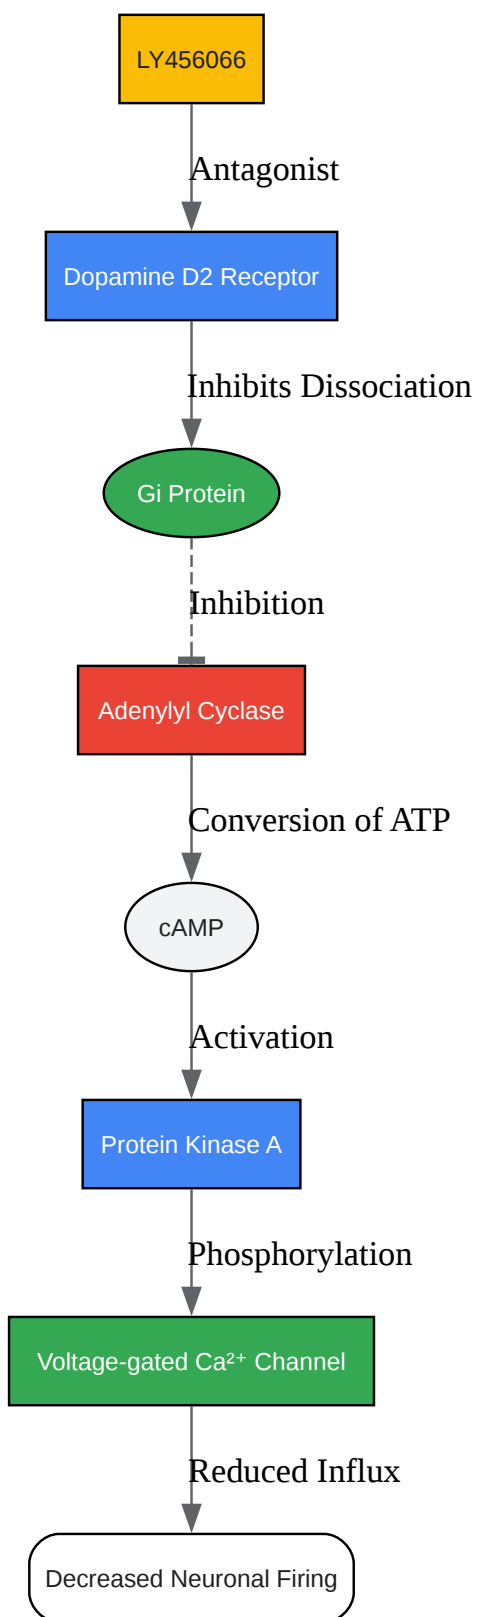 LY456066
Antagonist
Dopamine D2 Receptor
Inhibits Dissociation
Gi Protein
Inhibition
Adenylyl Cyclase
Conversion of ATP
cAMP
Activation
Protein Kinase A
Phosphorylation
Voltage-gated Ca²⁺ Channel
Reduced Influx
Decreased Neuronal Firing